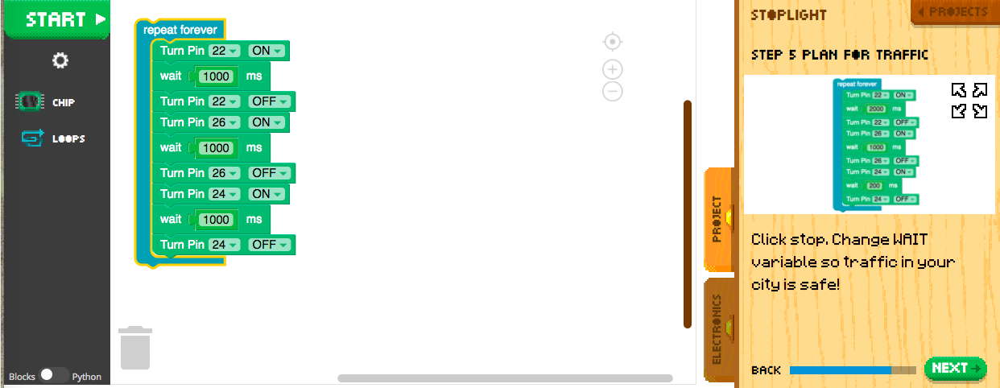 START
CHIP
LOOPS
Blocks Python
repeat forever
Turn Pin 22 ON
wait 1000 ms
Turn Pin 22 OFF
Turn Pin 26 ON
wait 1000 ms
Turn Pin 26 OFF
Turn Pin 24 ON
wait 1000 ms
Turn Pin 24 OFF
PROJECT
ELECTRONICS
STOPLIGHT
PROJECTS
STEP 5 PLAN FOR TRAFFIC
repeat forever
Turn Pin 22 ON
wait 2000 ms
Turn Pin 22 OFF
Turn Pin 26 ON
wait 1000 ms
Turn Pin 26 OFF
Turn Pin 24 ON
wait 200 ms
Turn Pin 24 OFF
Click stop. Change WAIT
variable so traffic in your
city is safe!
BACK
NEXT